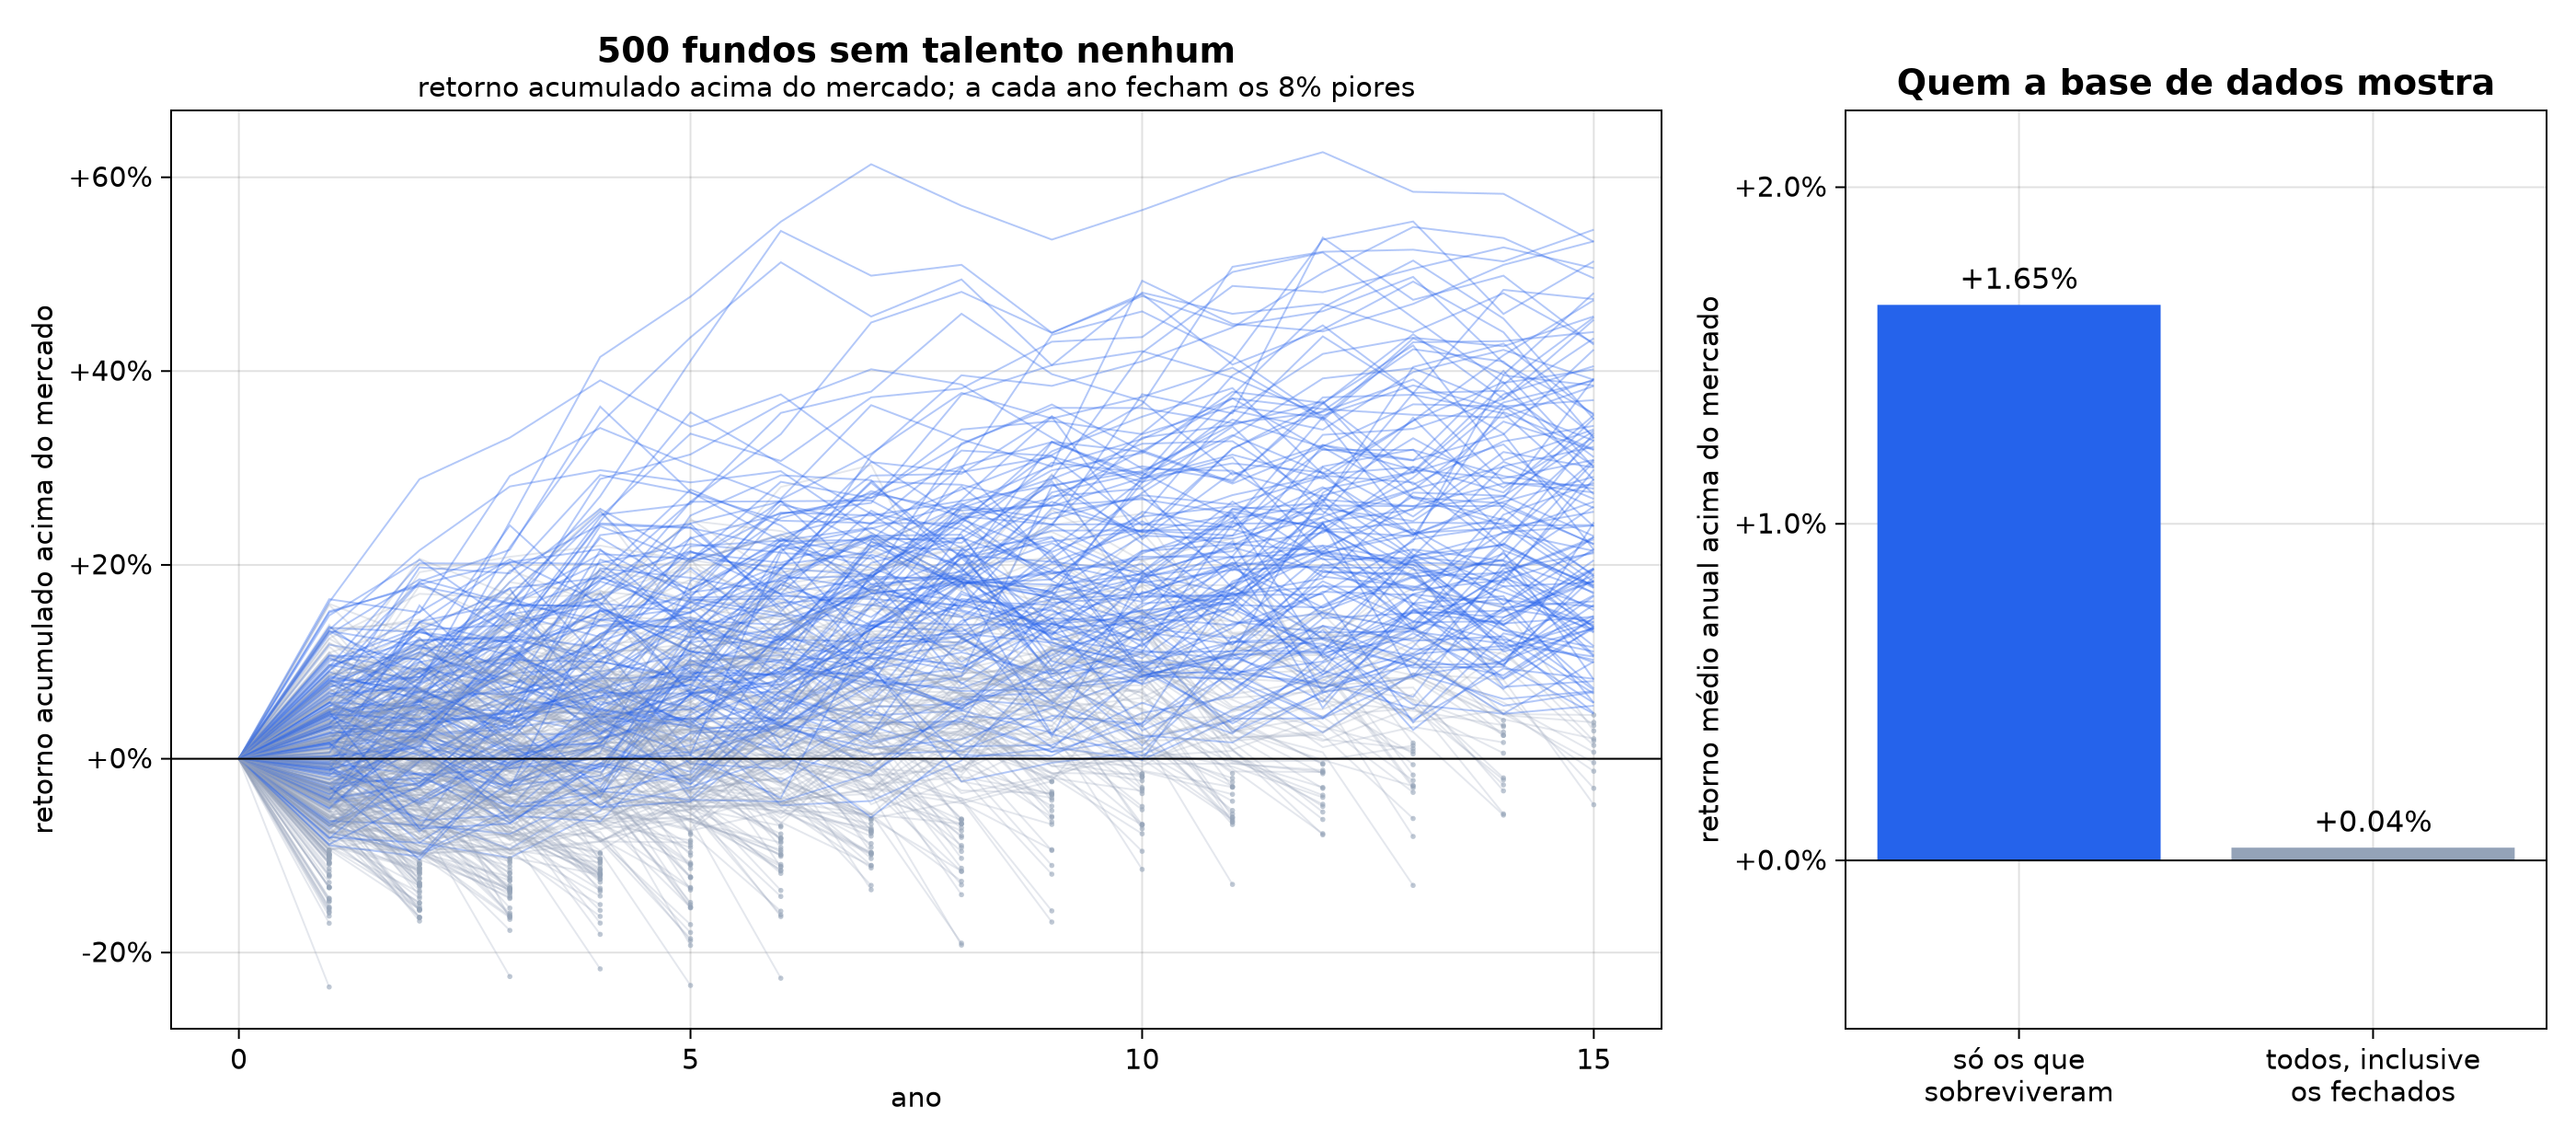 500 fundos sem talento nenhum
retorno acumulado acima do mercado; a cada ano fecham os 8% piores
retorno acumulado acima do mercado
+60%
+40%
+20%
+0%
-20%
0
5
10
15
ano
Quem a base de dados mostra
retorno médio anual acima do mercado
+2.0%
+1.0%
+0.0%
+1.65%
+0.04%
só os que
sobreviveram
todos, inclusive
os fechados